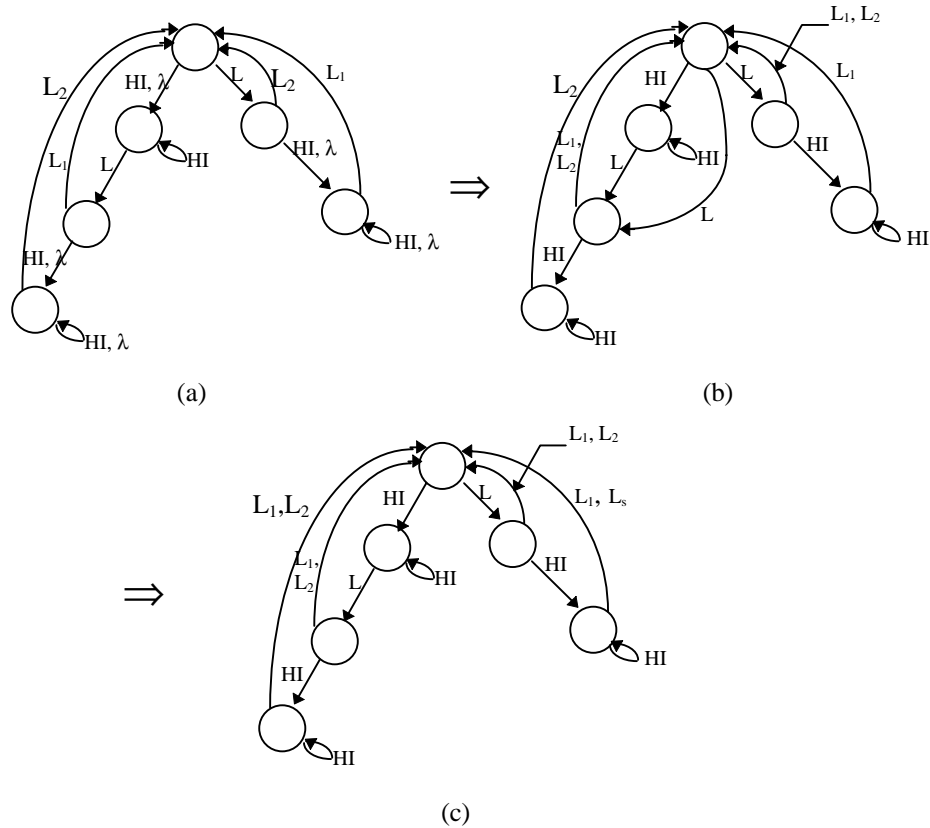 L₁, L₂
L₂
HI, λ
L
L₂
L₁
L₁
L
HI
HI, λ
HI, λ
HI, λ
HI, λ
(a)
⇒
L₂
HI
L
L₁
L₁,
L₂
L
HI
HI
L
HI
HI
HI
(b)
⇒
L₁, L₂
L₁,L₂
HI
L
L₁, Lₛ
L₁,
L₂
L
HI
HI
HI
HI
HI
(c)